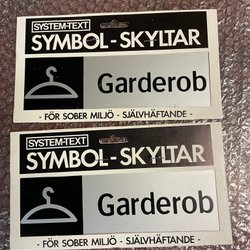 SYSTEM-TEXT
SYMBOL-SKYLTAR
Garderob
- FÖR SOBER MILJÖ - SJÄLVHÄFTANDE -
SYSTEM-TEXT
SYMBOL-SKYLTAR
Garderob
- FÖR SOBER MILJÖ - SJÄLVHÄFTANDE -